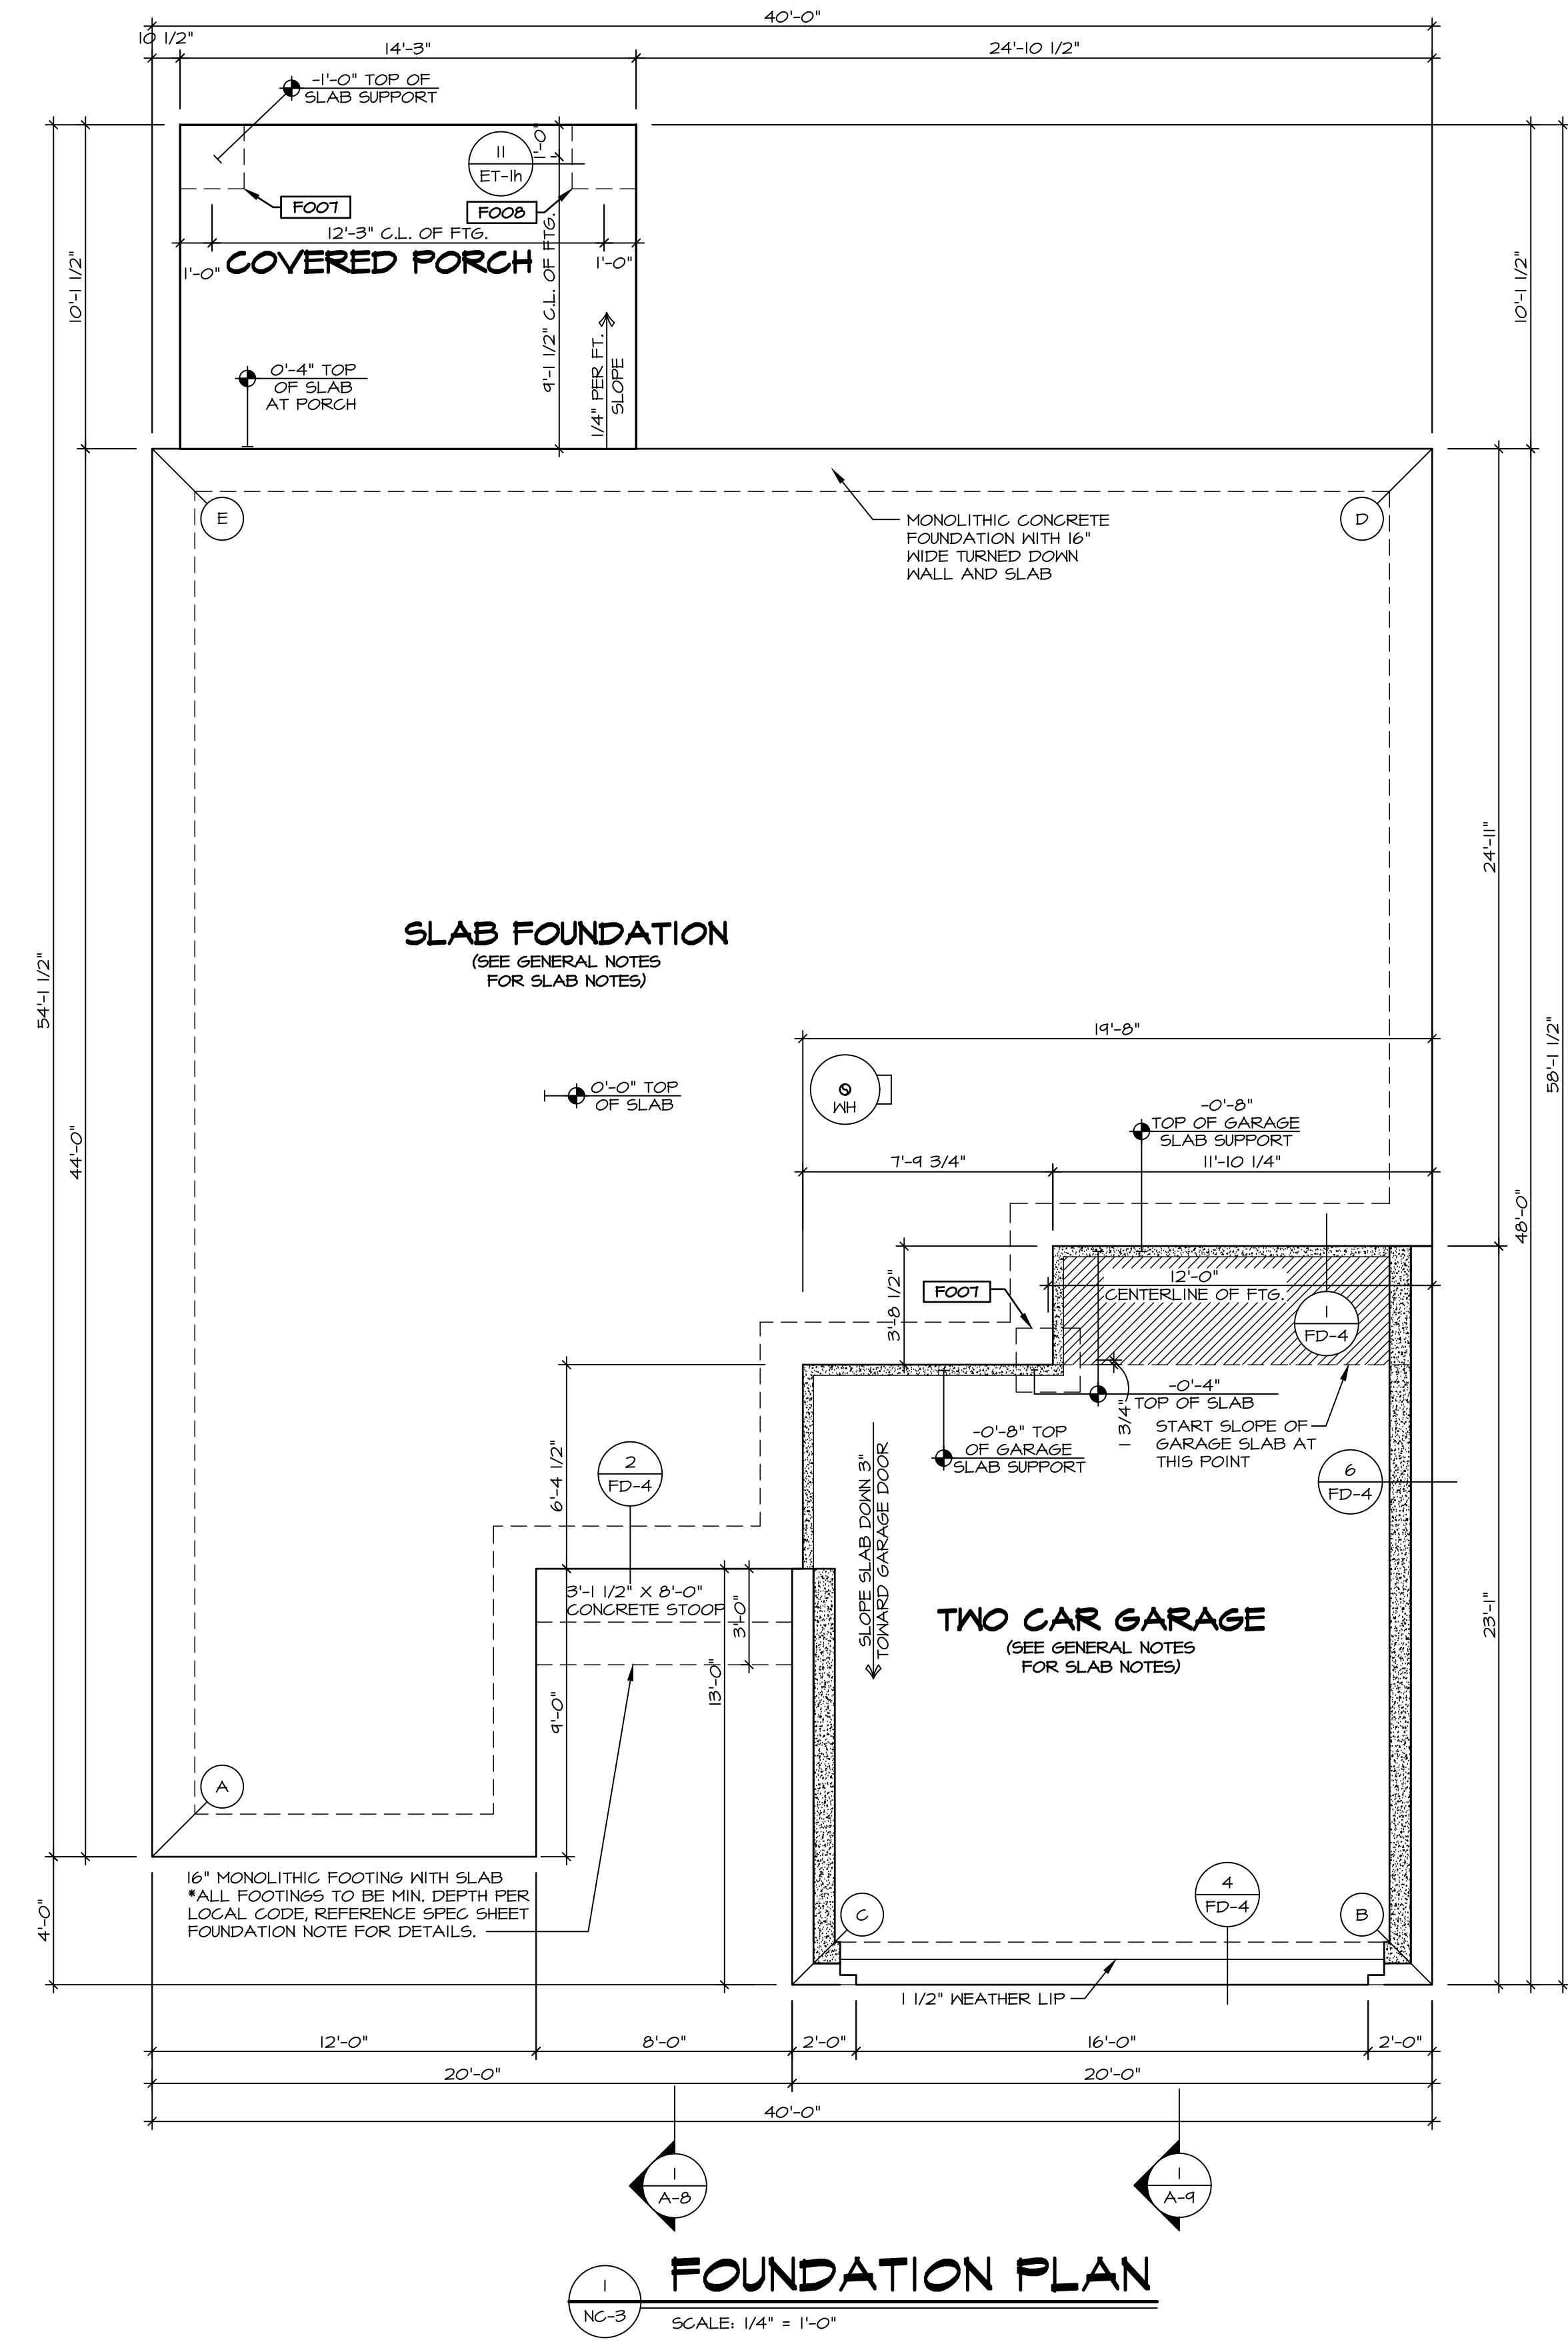 40'-0"
10 1/2"
14'-3"
24'-10 1/2"
-1'-0" TOP OF
SLAB SUPPORT
11
ET-1h
1'-0"
F007
F008
12'-3" C.L. OF FTG.
COVERED PORCH
1'-0"
1'-0"
9'-1 1/2" C.L. OF FTG.
10'-1 1/2"
10'-1 1/2"
0'-4" TOP
OF SLAB
AT PORCH
1/4" PER FT.
SLOPE
E
D
MONOLITHIC CONCRETE
FOUNDATION WITH 16"
WIDE TURNED DOWN
WALL AND SLAB
24'-11"
SLAB FOUNDATION
(SEE GENERAL NOTES
FOR SLAB NOTES)
54'-1 1/2"
44'-0"
58'-1 1/2"
48'-0"
19'-8"
WH
0'-0" TOP
OF SLAB
-0'-8"
TOP OF GARAGE
SLAB SUPPORT
7'-9 3/4"
11'-10 1/4"
3'-8 1/2"
F007
12'-0"
CENTERLINE OF FTG.
1
FD-4
-0'-4"
TOP OF SLAB
1 3/4"
START SLOPE OF
GARAGE SLAB AT
THIS POINT
-0'-8" TOP
OF GARAGE
SLAB SUPPORT
6
FD-4
6'-4 1/2"
2
FD-4
SLOPE SLAB DOWN 3"
TOWARD GARAGE DOOR
3'-1 1/2" X 8'-0"
CONCRETE STOOP
3'-0"
13'-0"
9'-0"
TWO CAR GARAGE
(SEE GENERAL NOTES
FOR SLAB NOTES)
23'-1"
A
16" MONOLITHIC FOOTING WITH SLAB
*ALL FOOTINGS TO BE MIN. DEPTH PER
LOCAL CODE, REFERENCE SPEC SHEET
FOUNDATION NOTE FOR DETAILS.
4'-0"
C
4
FD-4
B
1 1/2" WEATHER LIP
12'-0"
8'-0"
2'-0"
16'-0"
2'-0"
20'-0"
20'-0"
40'-0"
1
A-8
1
A-9
1
NC-3
FOUNDATION PLAN
SCALE: 1/4" = 1'-0"